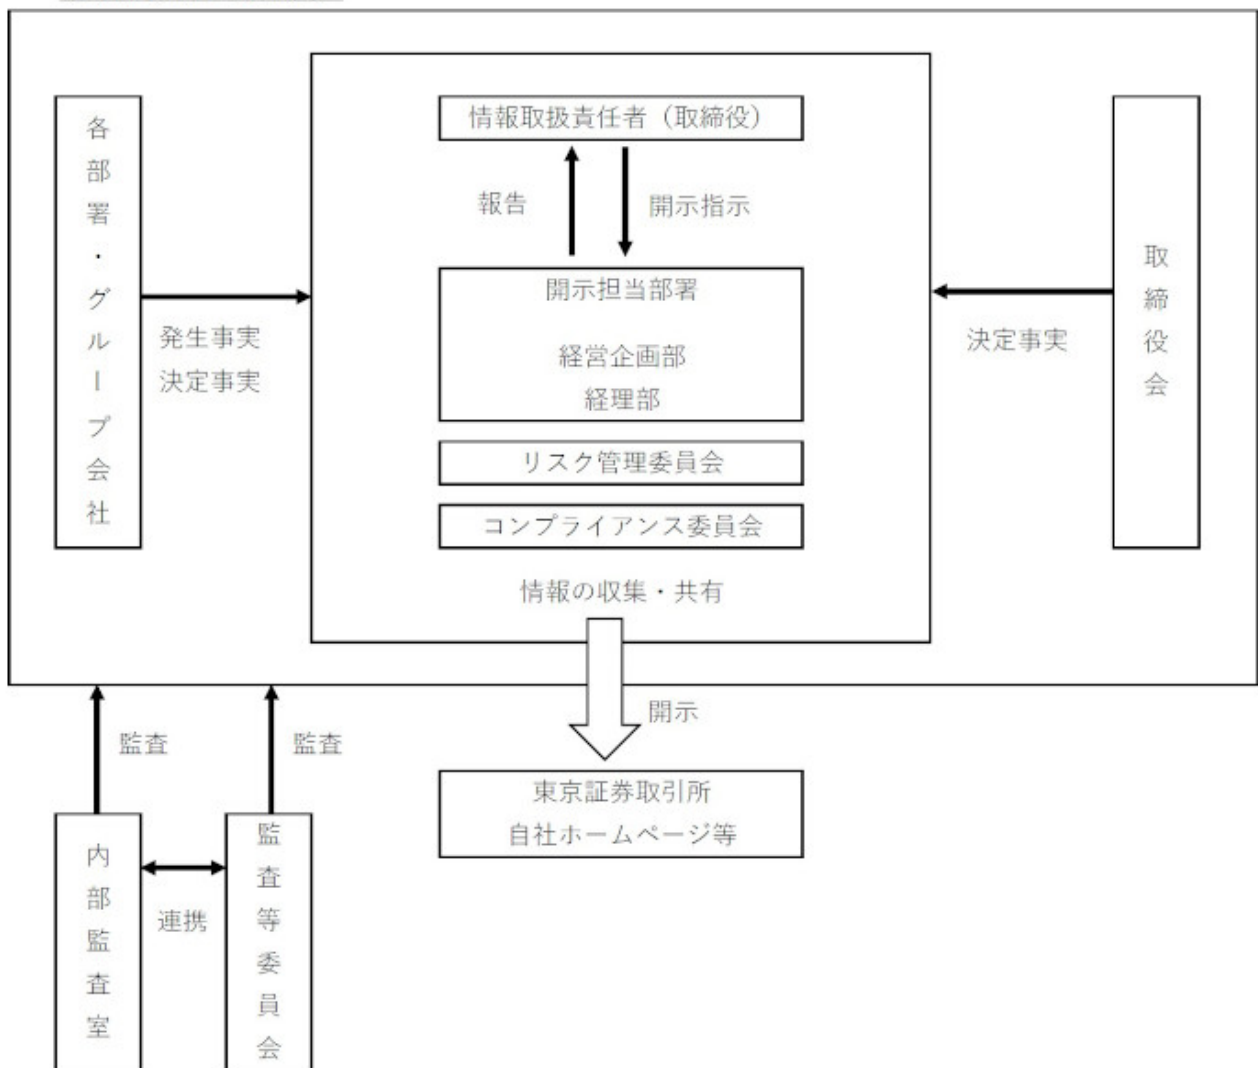 各部署・グループ会社
情報取扱責任者（取締役）
報告
開示指示
開示担当部署
経営企画部
経理部
発生事実
決定事実
決定事実
取締役会
リスク管理委員会
コンプライアンス委員会
情報の収集・共有
開示
監査
監査
東京証券取引所
自社ホームページ等
内部監査室
連携
監査等委員会